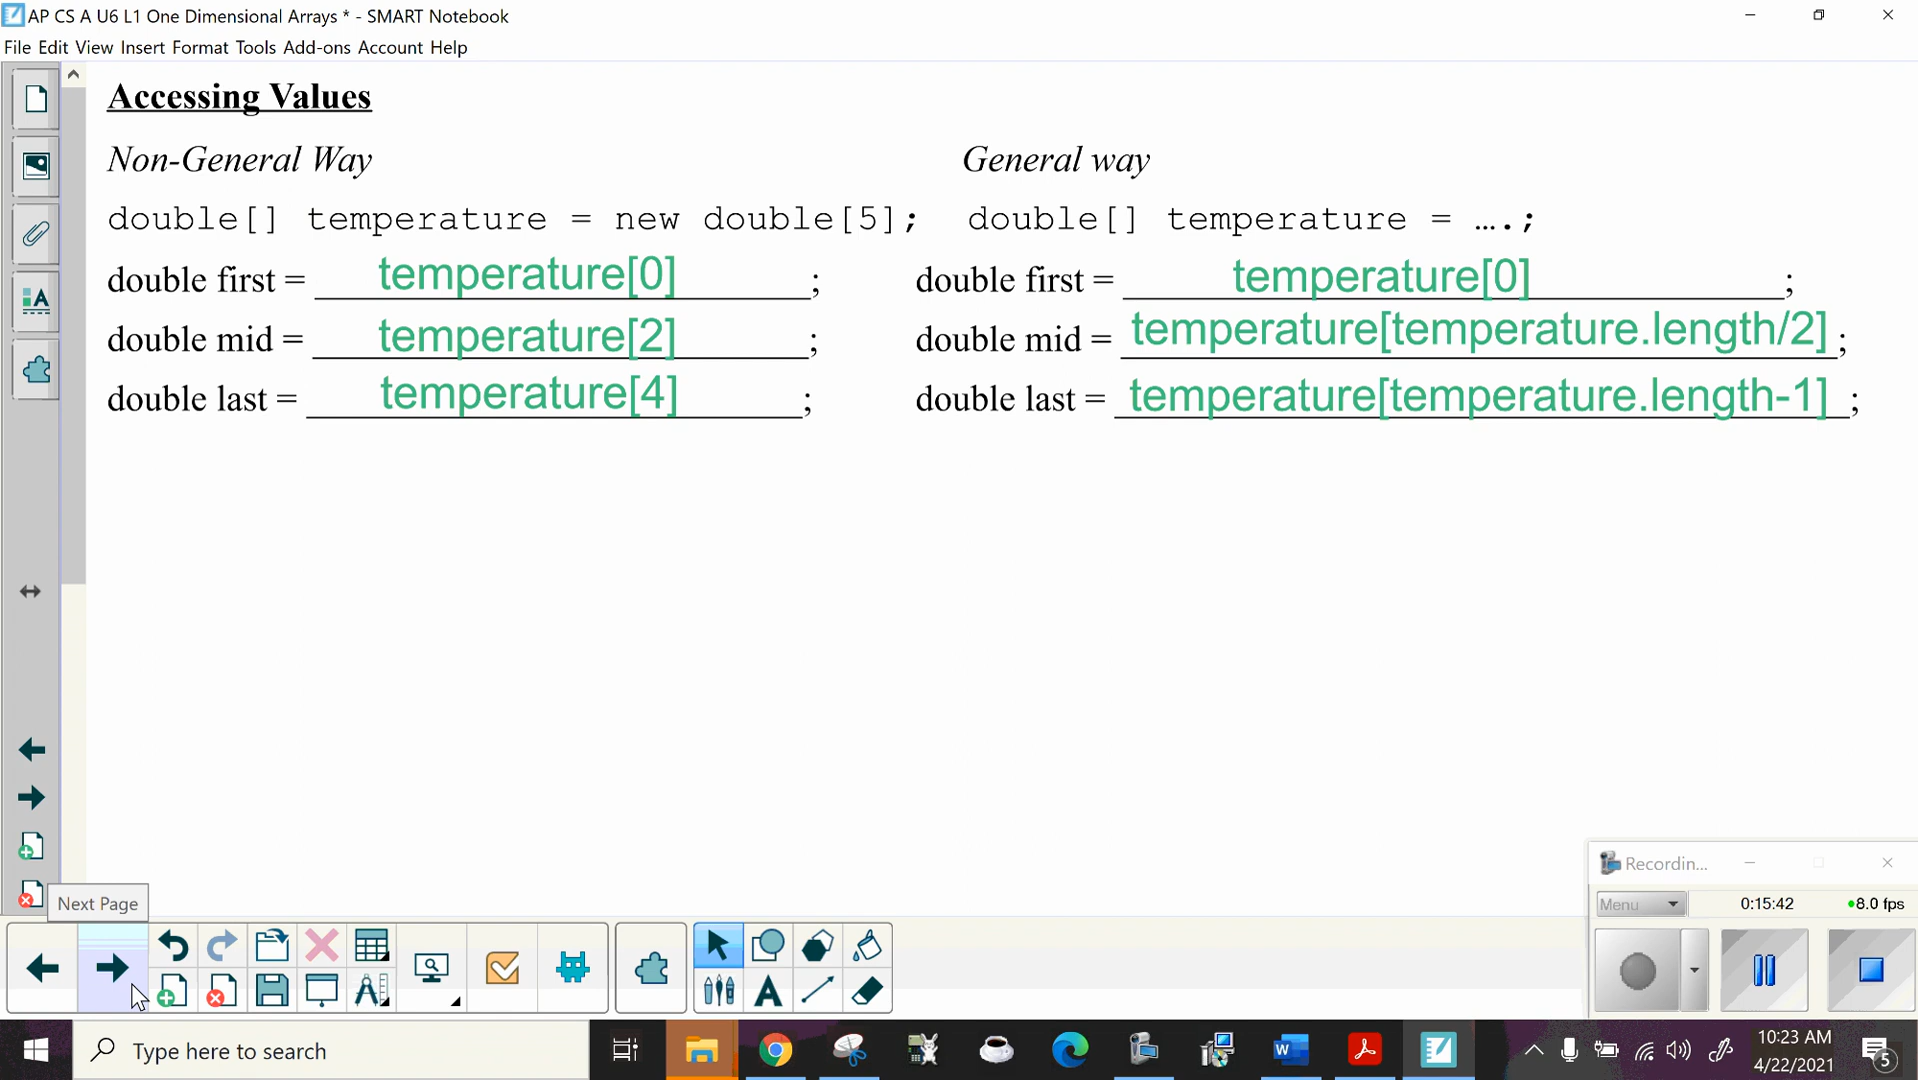 AP CS A U6 L1 One Dimensional Arrays * - SMART Notebook
File Edit View Insert Format Tools Add-ons Account Help
Accessing Values
Non-General Way
General way
double[] temperature = new double[5];
double[] temperature = ….;
double first = temperature[0] ;
double first = temperature[0] ;
double mid = temperature[2] ;
double mid = temperature[temperature.length/2] ;
double last = temperature[4] ;
double last = temperature[temperature.length-1] ;
Next Page
Recordin...
Menu
0:15:42
8.0 fps
Type here to search
10:23 AM
4/22/2021
5